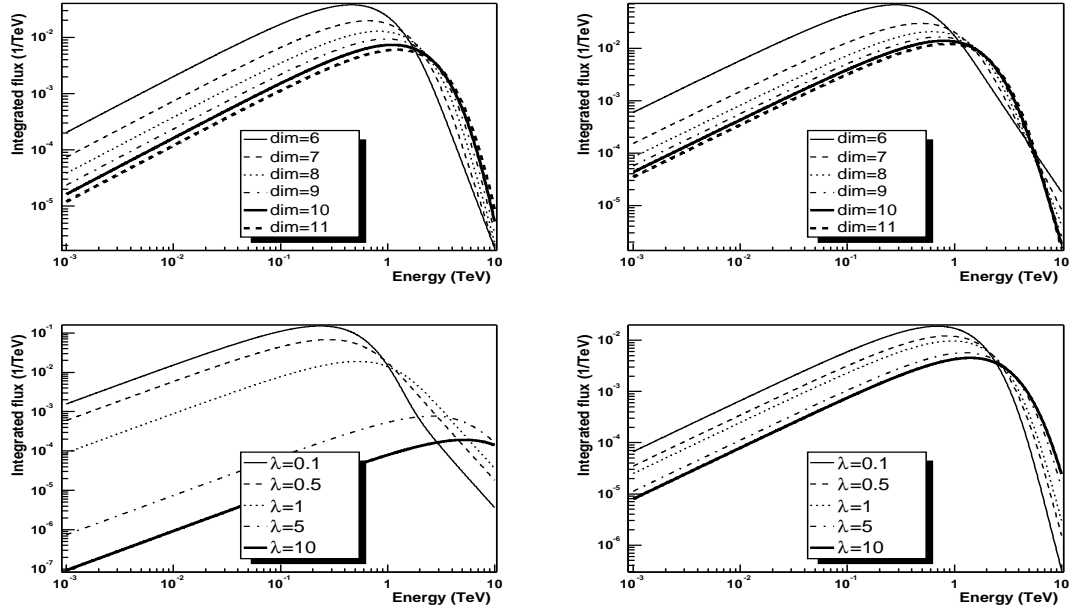 Integrated flux (1/TeV)
10⁻²
10⁻³
10⁻⁴
10⁻⁵
dim=6
dim=7
dim=8
dim=9
dim=10
dim=11
10⁻³
10⁻²
10⁻¹
1
10
Energy (TeV)
Integrated flux (1/TeV)
10⁻²
10⁻³
10⁻⁴
10⁻⁵
dim=6
dim=7
dim=8
dim=9
dim=10
dim=11
10⁻³
10⁻²
10⁻¹
1
10
Energy (TeV)
Integrated flux (1/TeV)
10⁻¹
10⁻²
10⁻³
10⁻⁴
10⁻⁵
10⁻⁶
10⁻⁷
λ=0.1
λ=0.5
λ=1
λ=5
λ=10
10⁻³
10⁻²
10⁻¹
1
10
Energy (TeV)
Integrated flux (1/TeV)
10⁻²
10⁻³
10⁻⁴
10⁻⁵
10⁻⁶
λ=0.1
λ=0.5
λ=1
λ=5
λ=10
10⁻³
10⁻²
10⁻¹
1
10
Energy (TeV)